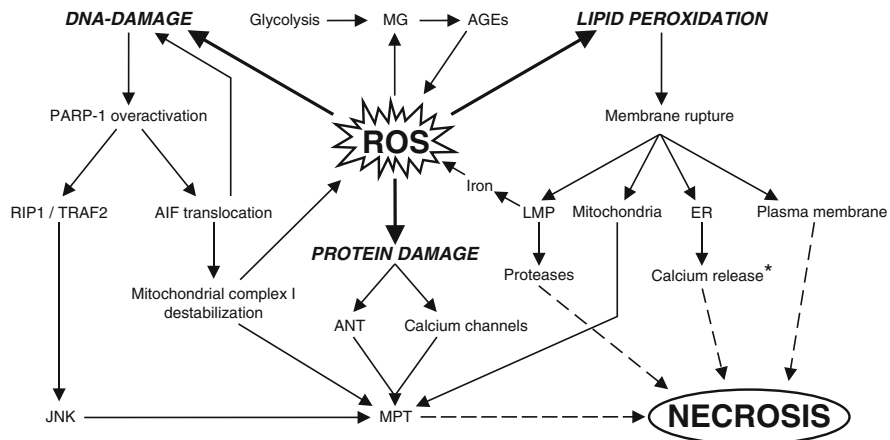 DNA-DAMAGE
Glycolysis
MG
AGEs
LIPID PEROXIDATION
PARP-1 overactivation
ROS
Membrane rupture
Iron
RIP1 / TRAF2
AIF translocation
LMP
Mitochondria
ER
Plasma membrane
PROTEIN DAMAGE
Proteases
Calcium release*
Mitochondrial complex I
destabilization
ANT
Calcium channels
JNK
MPT
NECROSIS